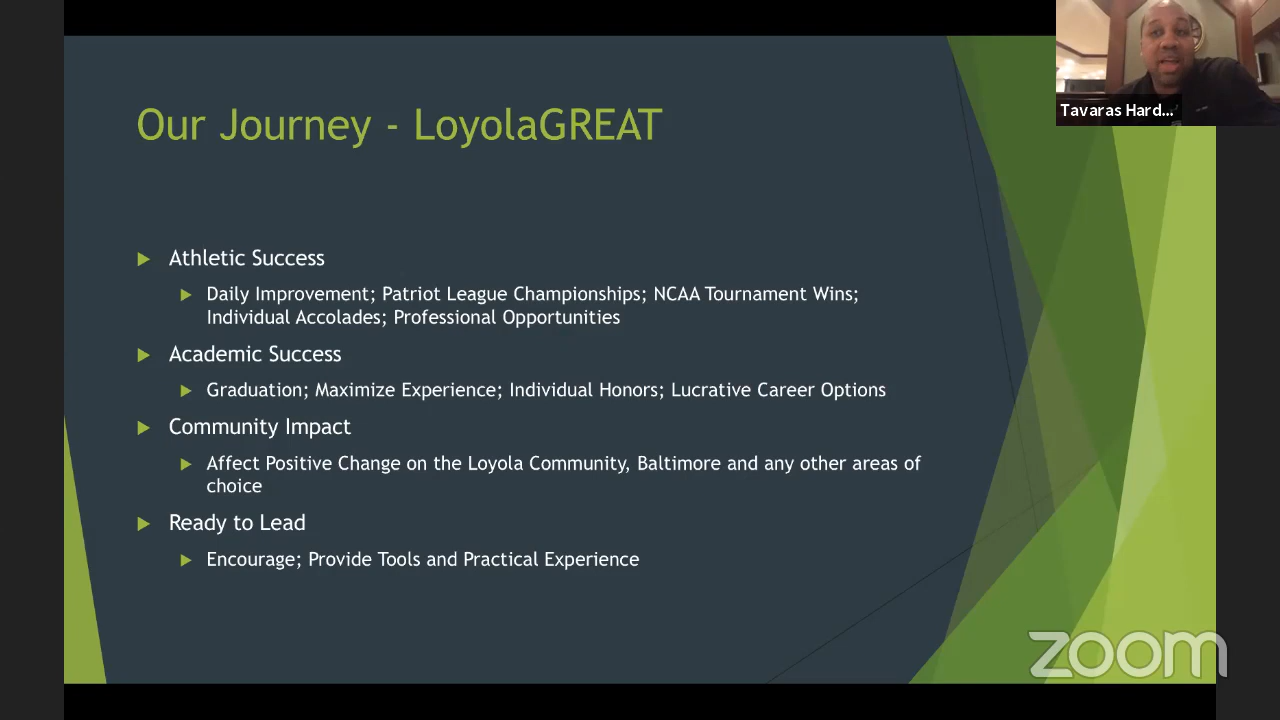 Our Journey - LoyolaGREAT
Tavaras Hard...
Athletic Success
Daily Improvement; Patriot League Championships; NCAA Tournament Wins;
Individual Accolades; Professional Opportunities
Academic Success
Graduation; Maximize Experience; Individual Honors; Lucrative Career Options
Community Impact
Affect Positive Change on the Loyola Community, Baltimore and any other areas of
choice
Ready to Lead
Encourage; Provide Tools and Practical Experience
zoom